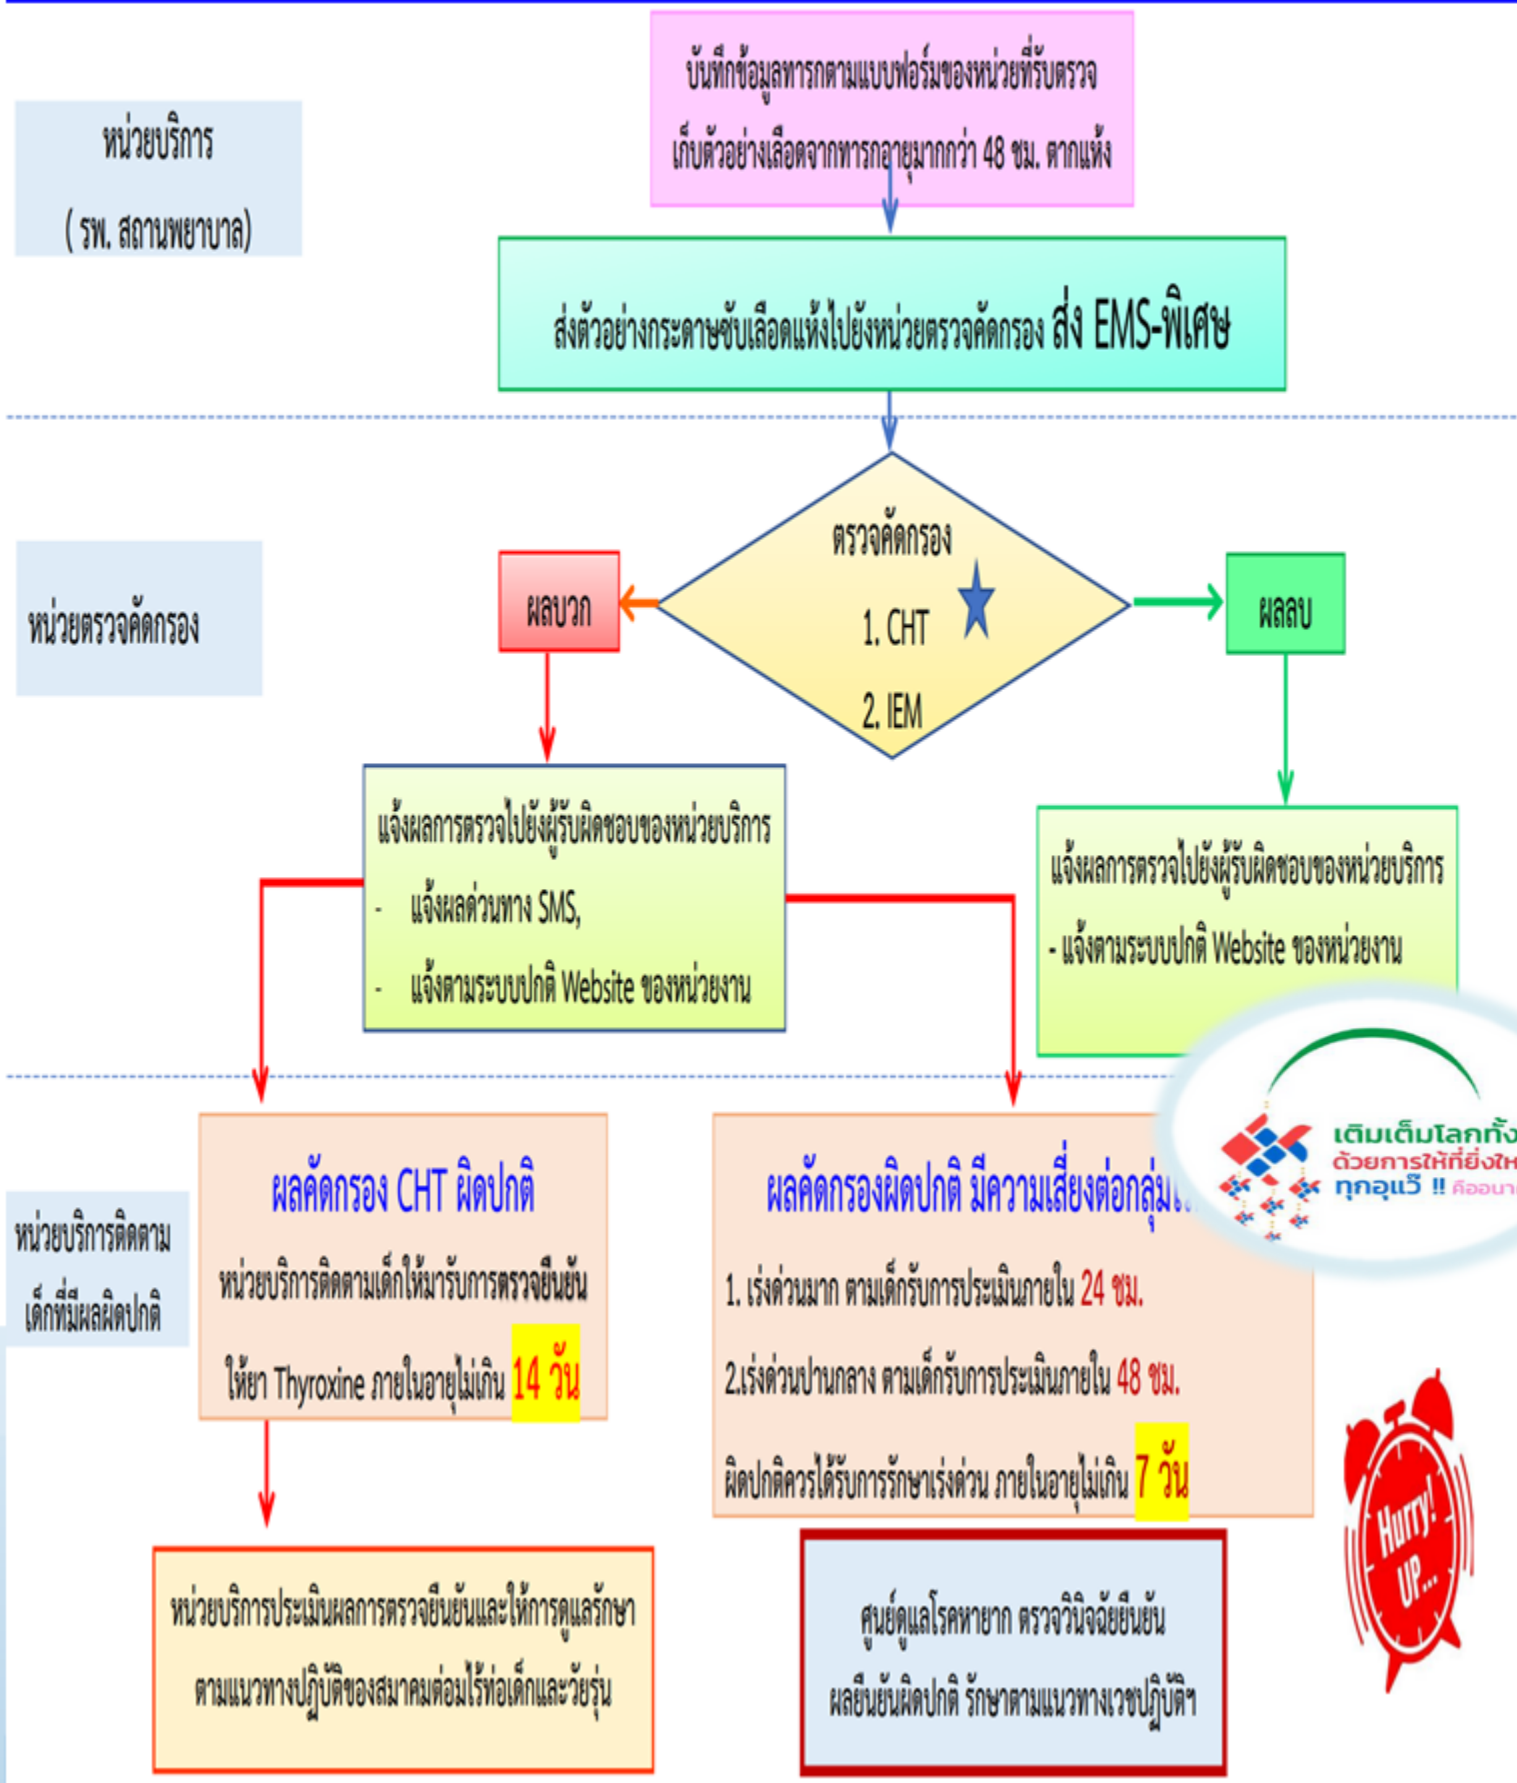 บันทึกข้อมูลทารกตามแบบฟอร์มของหน่วยที่รับตรวจ
เก็บตัวอย่างเลือดจากทารกอายุมากกว่า 48 ชม. ตากแห้ง
หน่วยบริการ
( รพ. สถานพยาบาล)
ส่งตัวอย่างกระดาษซับเลือดแห้งไปยังหน่วยตรวจคัดกรอง ส่ง EMS-พิเศษ
หน่วยตรวจคัดกรอง
ตรวจคัดกรอง
1. CHT
2. IEM
ผลบวก
ผลลบ
แจ้งผลการตรวจไปยังผู้รับผิดชอบของหน่วยบริการ
- แจ้งผลด่วนทาง SMS,
- แจ้งตามระบบปกติ Website ของหน่วยงาน
แจ้งผลการตรวจไปยังผู้รับผิดชอบของหน่วยบริการ
- แจ้งตามระบบปกติ Website ของหน่วยงาน
เติมเต็มโลกทั้ง
ด้วยการให้ที่ยิ่งให
ทุกอุแว๊ !! คืออนา
หน่วยบริการติดตาม
เด็กที่มีผลผิดปกติ
ผลคัดกรอง CHT ผิดปกติ
หน่วยบริการติดตามเด็กให้มารับการตรวจยืนยัน
ให้ยา Thyroxine ภายในอายุไม่เกิน 14 วัน
ผลคัดกรองผิดปกติ มีความเสี่ยงต่อกลุ่ม
1. เร่งด่วนมาก ตามเด็กรับการประเมินภายใน 24 ชม.
2.เร่งด่วนปานกลาง ตามเด็กรับการประเมินภายใน 48 ชม.
ผิดปกติควรได้รับการรักษาเร่งด่วน ภายในอายุไม่เกิน 7 วัน
หน่วยบริการประเมินผลการตรวจยืนยันและให้การดูแลรักษา
ตามแนวทางปฏิบัติของสมาคมต่อมไร้ท่อเด็กและวัยรุ่น
ศูนย์ดูแลโรคหายาก ตรวจวินิจฉัยยืนยัน
ผลยืนยันผิดปกติ รักษาตามแนวทางเวชปฏิบัติฯ
Hurry!
UP...